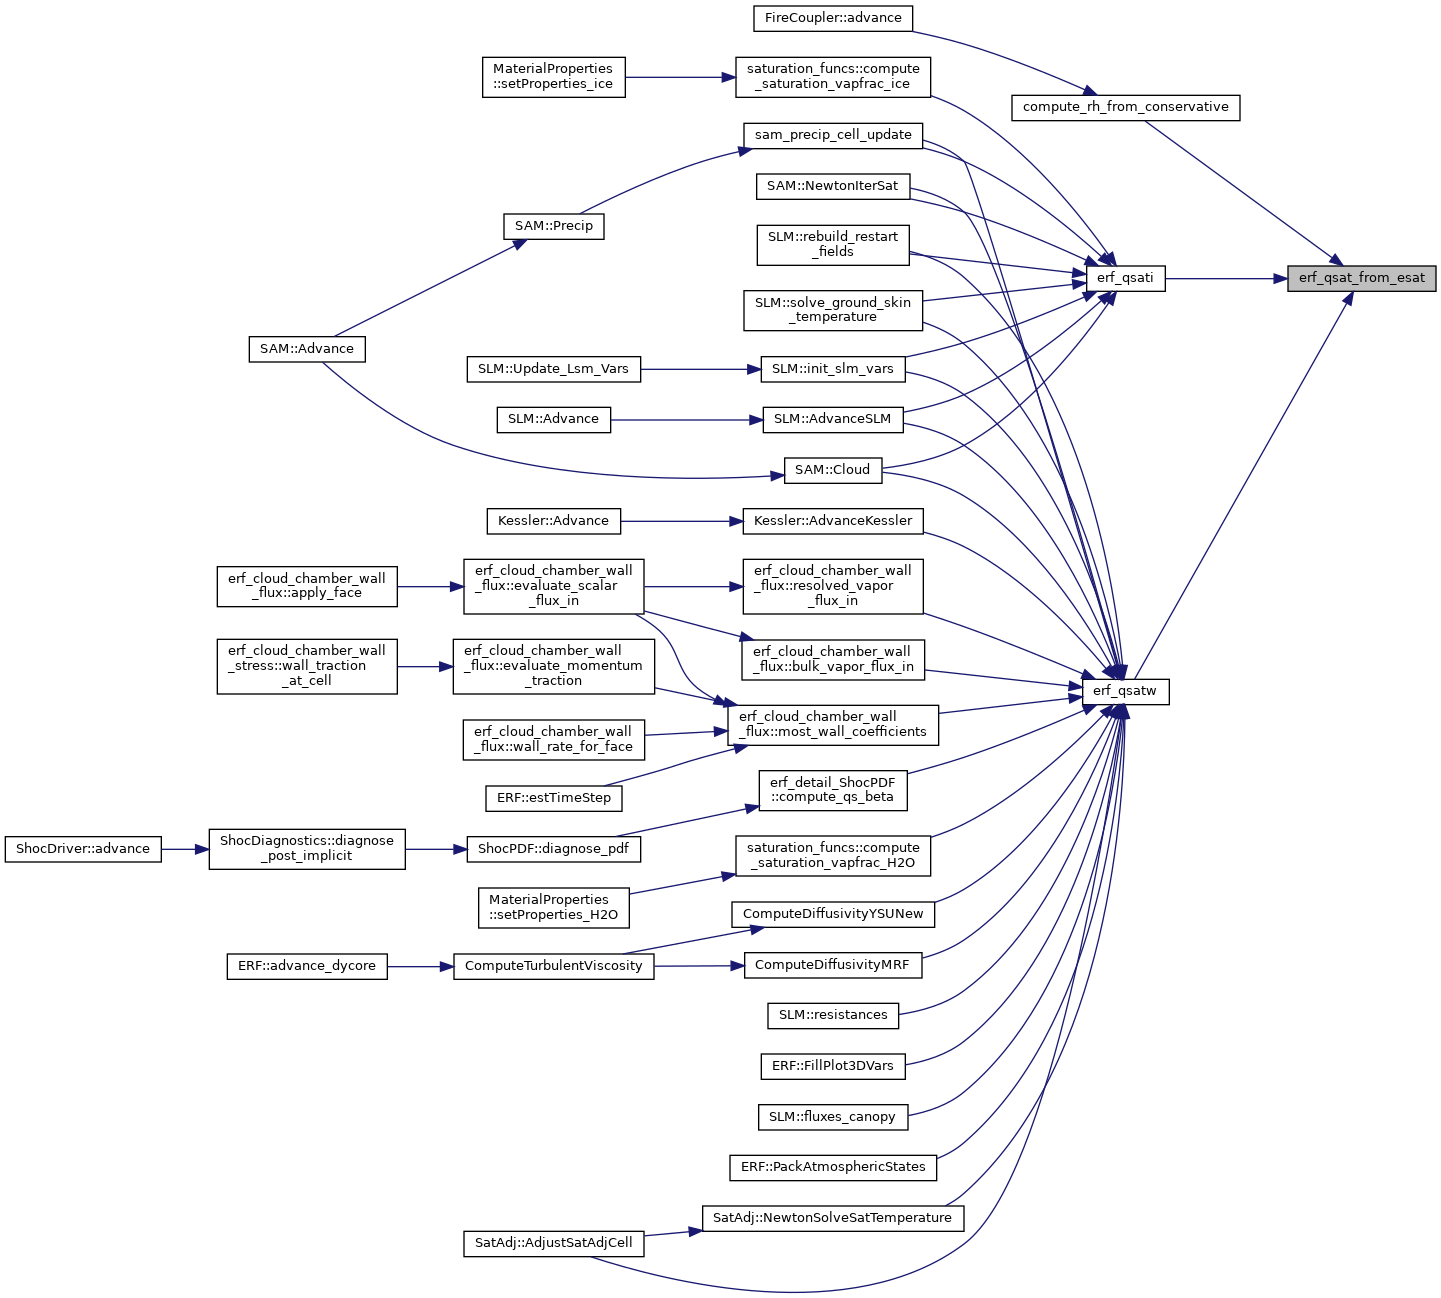 FireCoupler::advance
MaterialProperties
::setProperties_ice
saturation_funcs::compute
_saturation_vapfrac_ice
compute_rh_from_conservative
sam_precip_cell_update
SAM::NewtonIterSat
SAM::Precip
SLM::rebuild_restart
_fields
erf_qsati
erf_qsat_from_esat
SLM::solve_ground_skin
_temperature
SAM::Advance
SLM::Update_Lsm_Vars
SLM::init_slm_vars
SLM::Advance
SLM::AdvanceSLM
SAM::Cloud
Kessler::Advance
Kessler::AdvanceKessler
erf_cloud_chamber_wall
_flux::apply_face
erf_cloud_chamber_wall
_flux::evaluate_scalar
_flux_in
erf_cloud_chamber_wall
_flux::resolved_vapor
_flux_in
erf_cloud_chamber_wall
_stress::wall_traction
_at_cell
erf_cloud_chamber_wall
_flux::evaluate_momentum
_traction
erf_cloud_chamber_wall
_flux::bulk_vapor_flux_in
erf_qsatw
erf_cloud_chamber_wall
_flux::most_wall_coefficients
erf_cloud_chamber_wall
_flux::wall_rate_for_face
ERF::estTimeStep
erf_detail_ShocPDF
::compute_qs_beta
ShocDriver::advance
ShocDiagnostics::diagnose
_post_implicit
ShocPDF::diagnose_pdf
saturation_funcs::compute
_saturation_vapfrac_H2O
MaterialProperties
::setProperties_H2O
ComputeDiffusivityYSUNew
ERF::advance_dycore
ComputeTurbulentViscosity
ComputeDiffusivityMRF
SLM::resistances
ERF::FillPlot3DVars
SLM::fluxes_canopy
ERF::PackAtmosphericStates
SatAdj::NewtonSolveSatTemperature
SatAdj::AdjustSatAdjCell